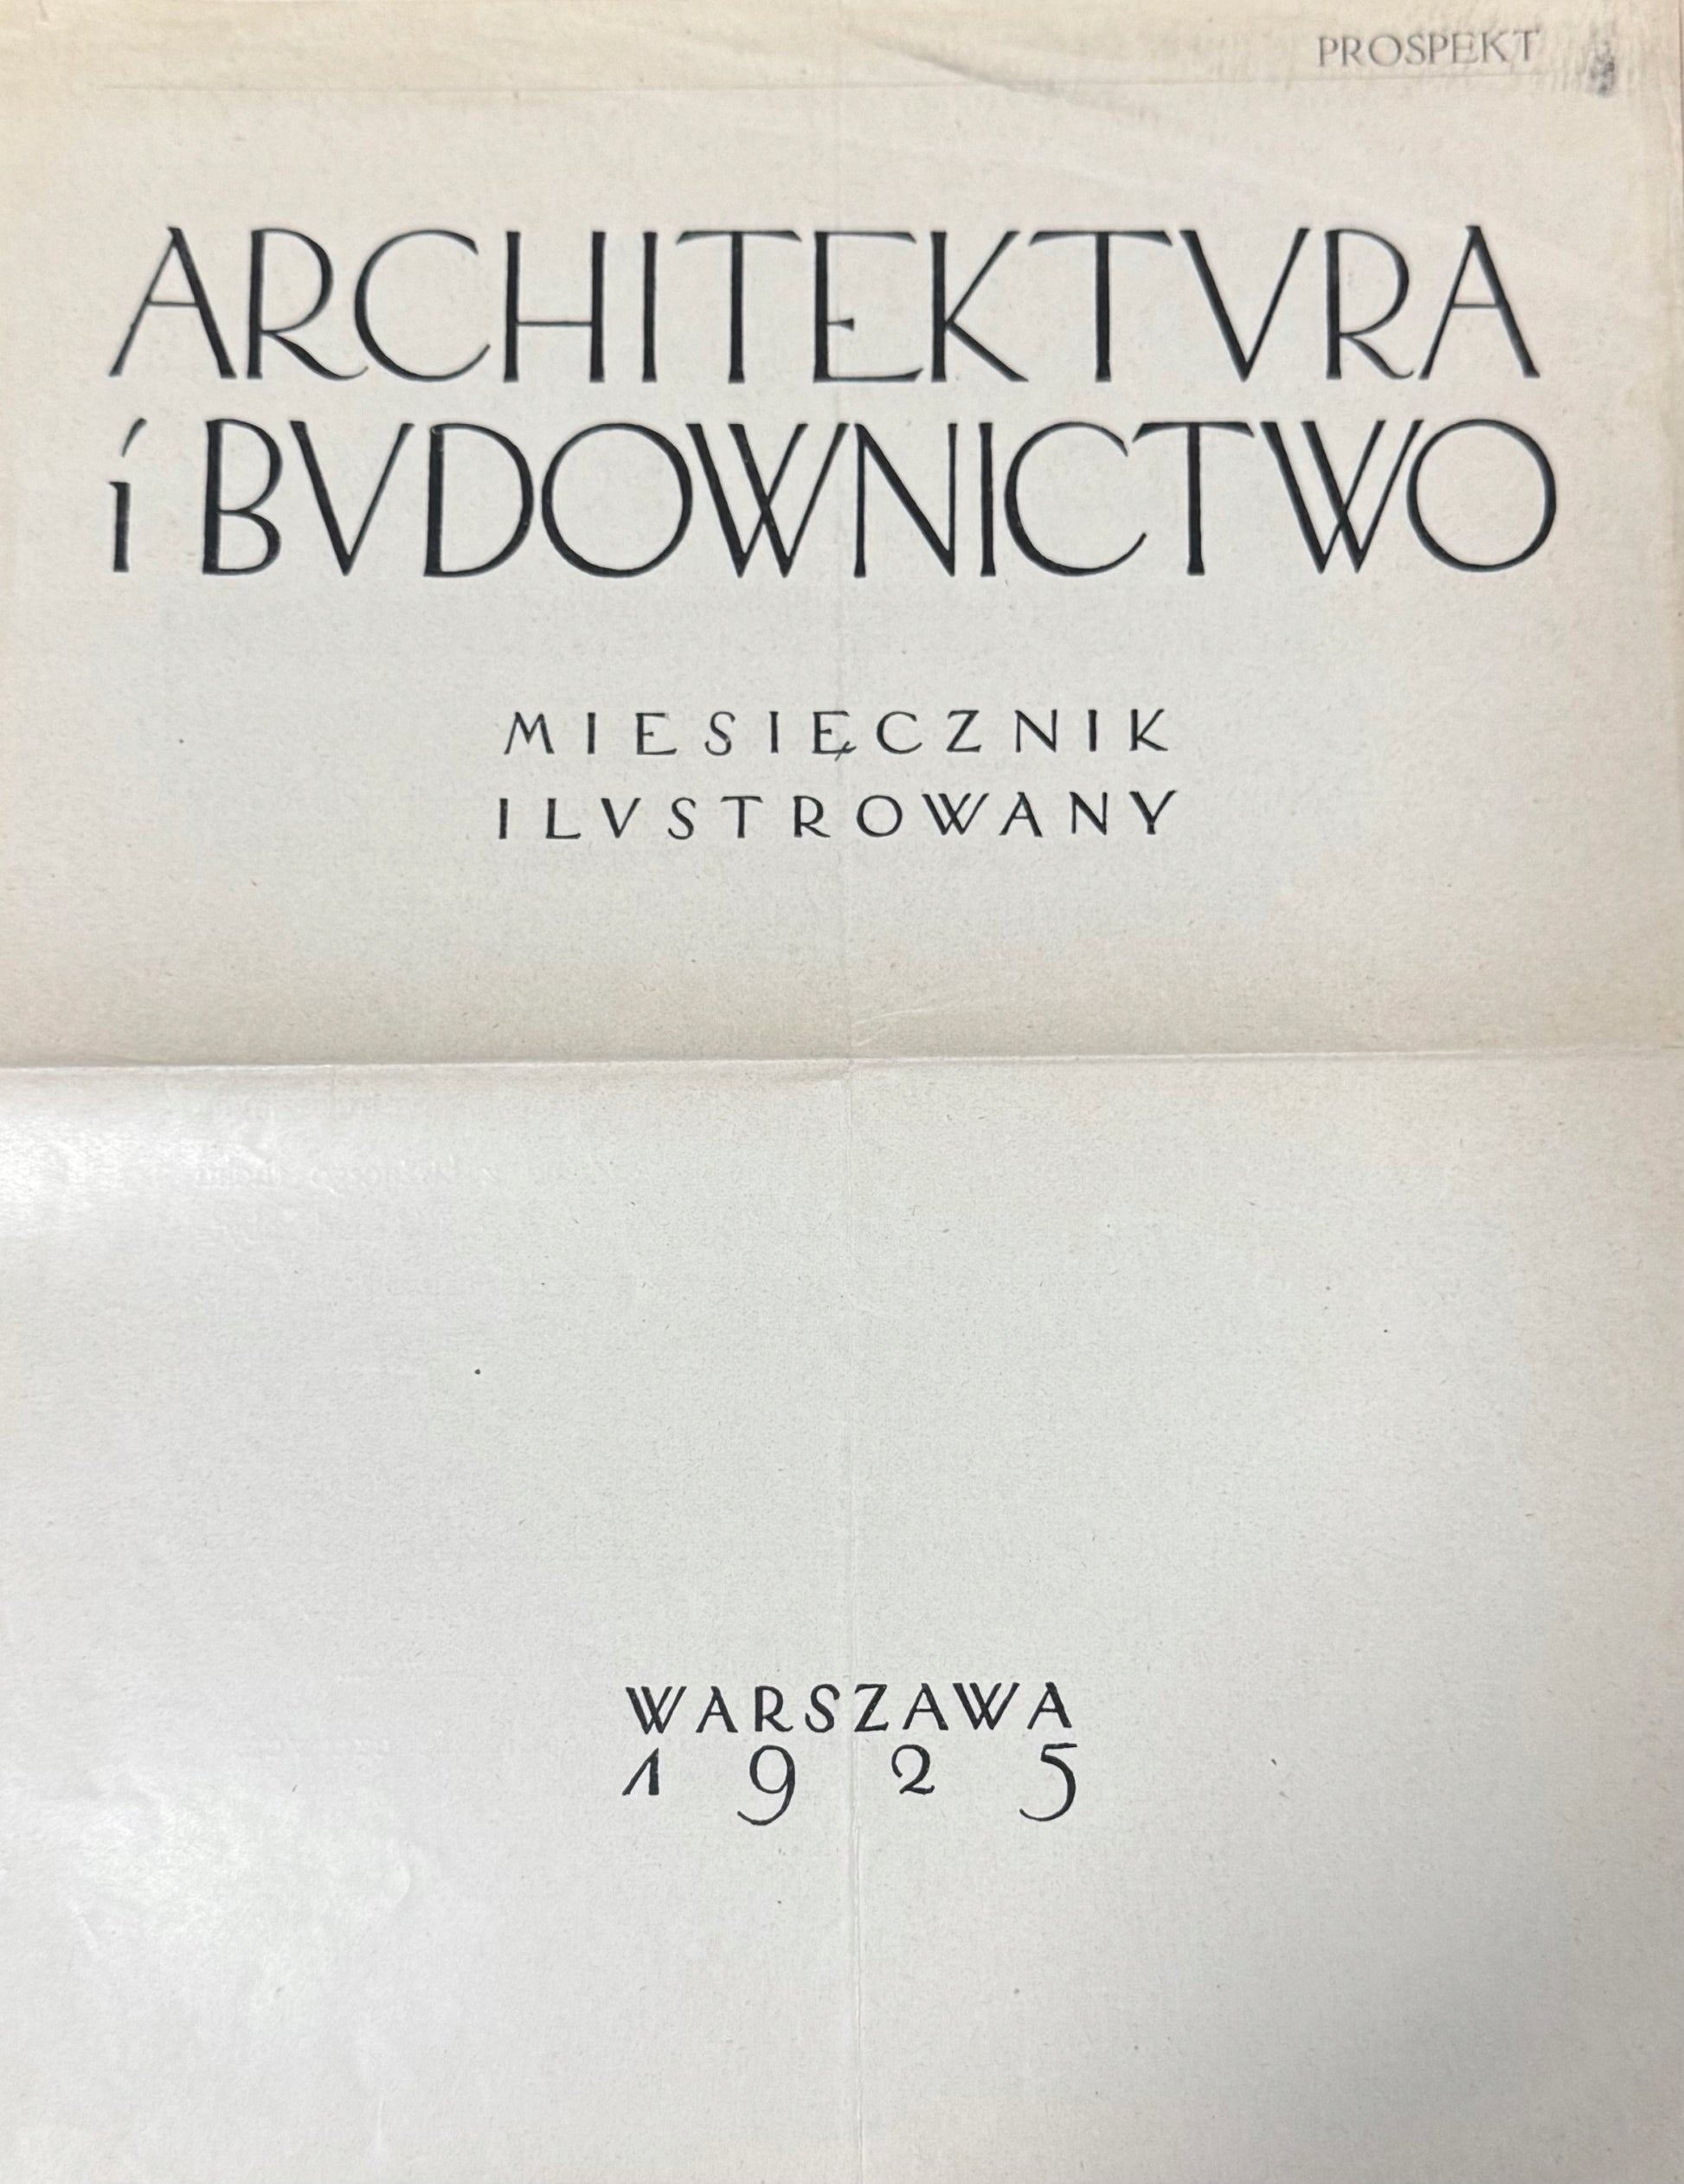 PROSPEKT
ARCHITEKTVRA
i BVDOWNICTWO
MIESIĘCZNIK
ILVSTROWANY
WARSZAWA
1925